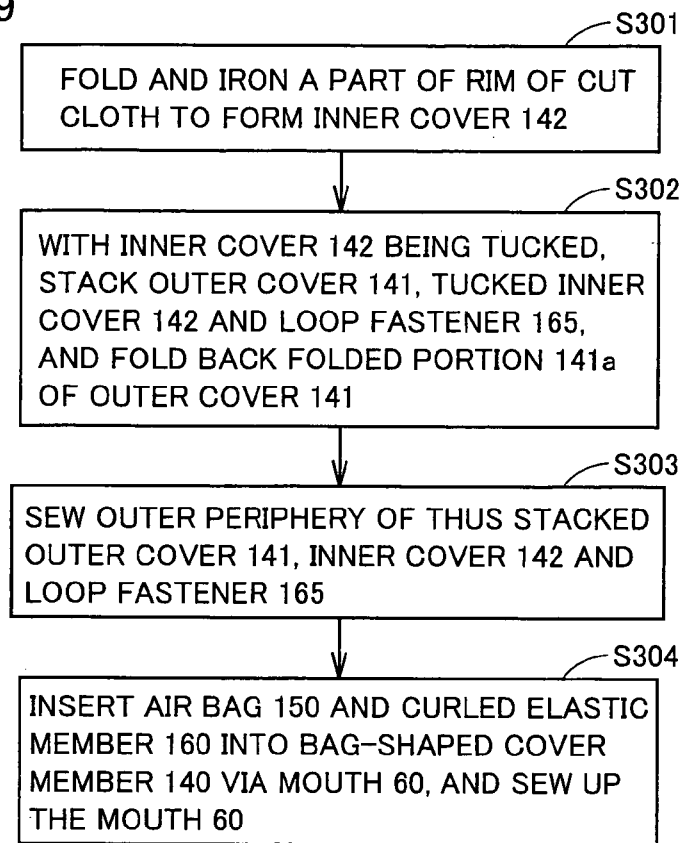 9
S301
FOLD AND IRON A PART OF RIM OF CUT
CLOTH TO FORM INNER COVER 142
S302
WITH INNER COVER 142 BEING TUCKED,
STACK OUTER COVER 141, TUCKED INNER
COVER 142 AND LOOP FASTENER 165,
AND FOLD BACK FOLDED PORTION 141a
OF OUTER COVER 141
S303
SEW OUTER PERIPHERY OF THUS STACKED
OUTER COVER 141, INNER COVER 142 AND
LOOP FASTENER 165
S304
INSERT AIR BAG 150 AND CURLED ELASTIC
MEMBER 160 INTO BAG-SHAPED COVER
MEMBER 140 VIA MOUTH 60, AND SEW UP
THE MOUTH 60